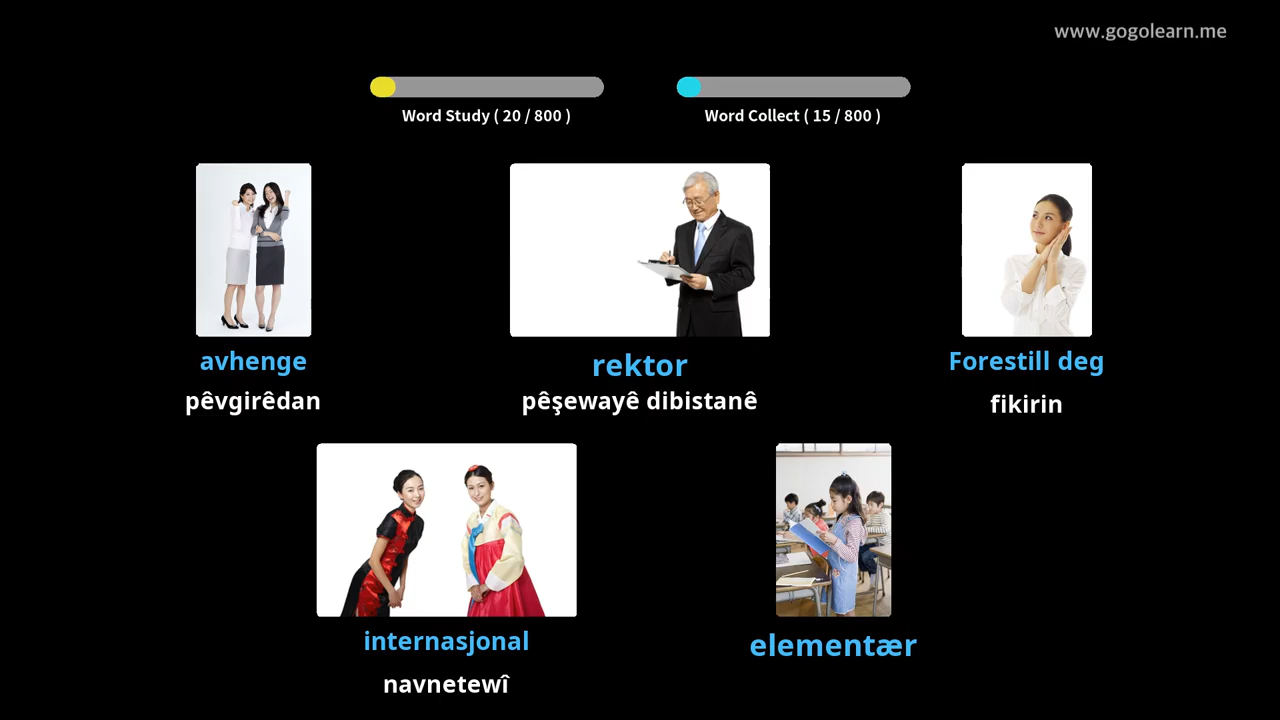 www.gogolearn.me
Word Study ( 20 / 800 )
Word Collect ( 15 / 800 )
avhenge
pêvgirêdan
rektor
pêşewayê dibistanê
Forestill deg
fikirin
internasjonal
navnetewî
elementær